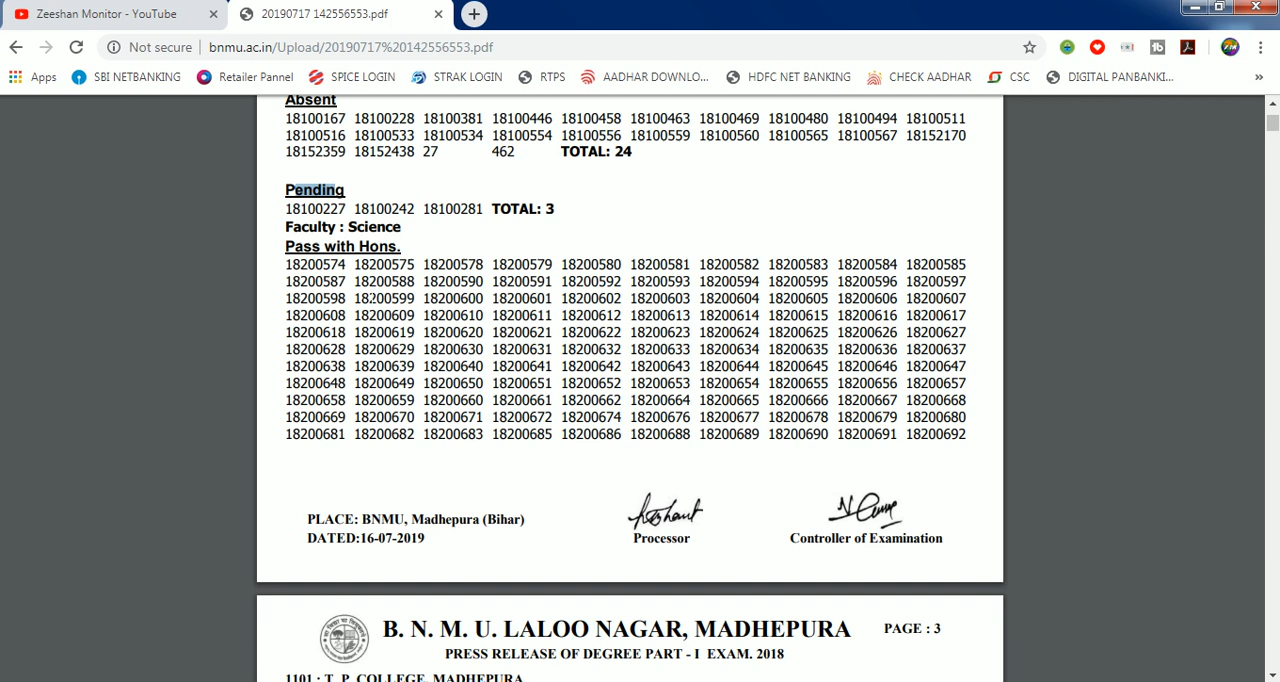 Zeeshan Monitor - YouTube
20190717 142556553.pdf
Not secure | bnmu.ac.in/Upload/20190717%20142556553.pdf
Apps SBI NETBANKING Retailer Pannel SPICE LOGIN STRAK LOGIN RTPS AADHAR DOWNLO... HDFC NET BANKING CHECK AADHAR CSC DIGITAL PANBANKI... »
Absent
18100167 18100228 18100381 18100446 18100458 18100463 18100469 18100480 18100494 18100511
18100516 18100533 18100534 18100554 18100556 18100559 18100560 18100565 18100567 18152170
18152359 18152438 27 462 TOTAL: 24
Pending
18100227 18100242 18100281 TOTAL: 3
Faculty : Science
Pass with Hons.
18200574 18200575 18200578 18200579 18200580 18200581 18200582 18200583 18200584 18200585
18200587 18200588 18200590 18200591 18200592 18200593 18200594 18200595 18200596 18200597
18200598 18200599 18200600 18200601 18200602 18200603 18200604 18200605 18200606 18200607
18200608 18200609 18200610 18200611 18200612 18200613 18200614 18200615 18200616 18200617
18200618 18200619 18200620 18200621 18200622 18200623 18200624 18200625 18200626 18200627
18200628 18200629 18200630 18200631 18200632 18200633 18200634 18200635 18200636 18200637
18200638 18200639 18200640 18200641 18200642 18200643 18200644 18200645 18200646 18200647
18200648 18200649 18200650 18200651 18200652 18200653 18200654 18200655 18200656 18200657
18200658 18200659 18200660 18200661 18200662 18200664 18200665 18200666 18200667 18200668
18200669 18200670 18200671 18200672 18200674 18200676 18200677 18200678 18200679 18200680
18200681 18200682 18200683 18200685 18200686 18200688 18200689 18200690 18200691 18200692
PLACE: BNMU, Madhepura (Bihar)
DATED:16-07-2019
Processor
Controller of Examination
B. N. M. U. LALOO NAGAR, MADHEPURA PAGE : 3
PRESS RELEASE OF DEGREE PART - I EXAM. 2018
1101 : T. P. COLLEGE, MADHEPURA